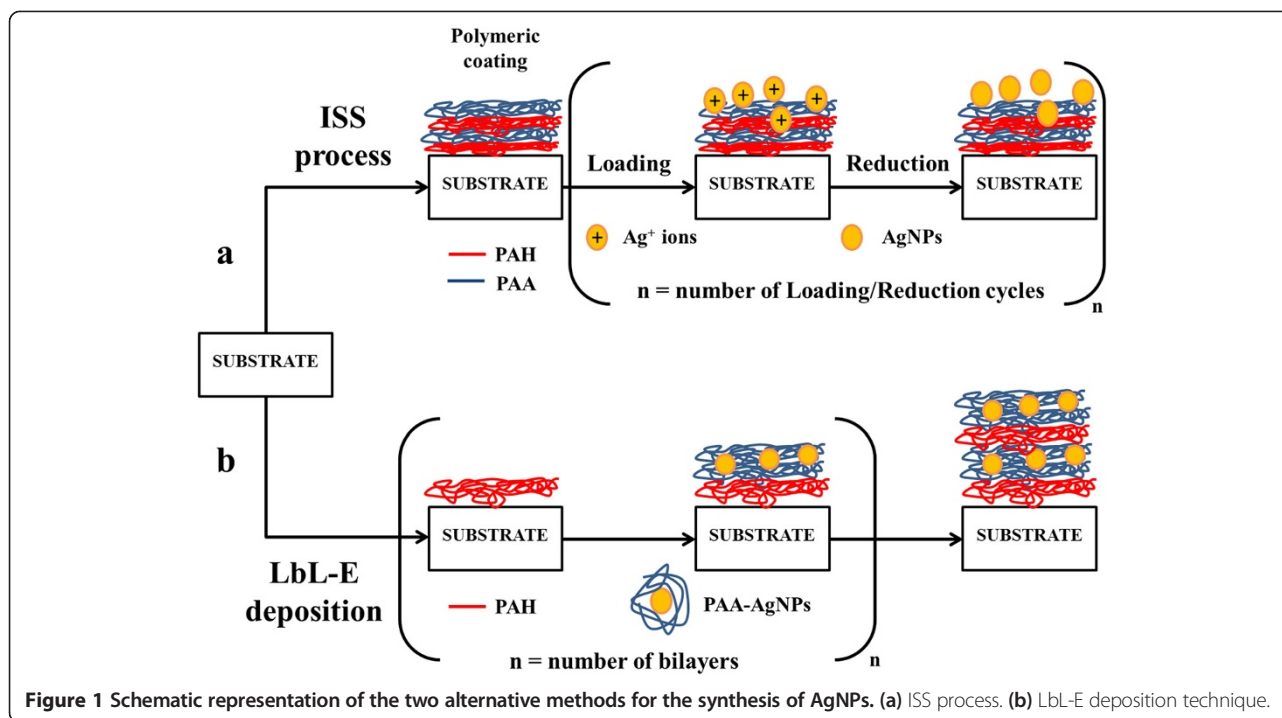 Polymeric
coating
ISS
process
SUBSTRATE
Loading
+ + + + +
SUBSTRATE
Reduction
SUBSTRATE
a
PAH
PAA
+ Ag⁺ ions
AgNPs
n = number of Loading/Reduction cycles
n
SUBSTRATE
b
LbL-E
deposition
SUBSTRATE
SUBSTRATE
SUBSTRATE
PAH
PAA-AgNPs
n = number of bilayers
n
Figure 1 Schematic representation of the two alternative methods for the synthesis of AgNPs. (a) ISS process. (b) LbL-E deposition technique.